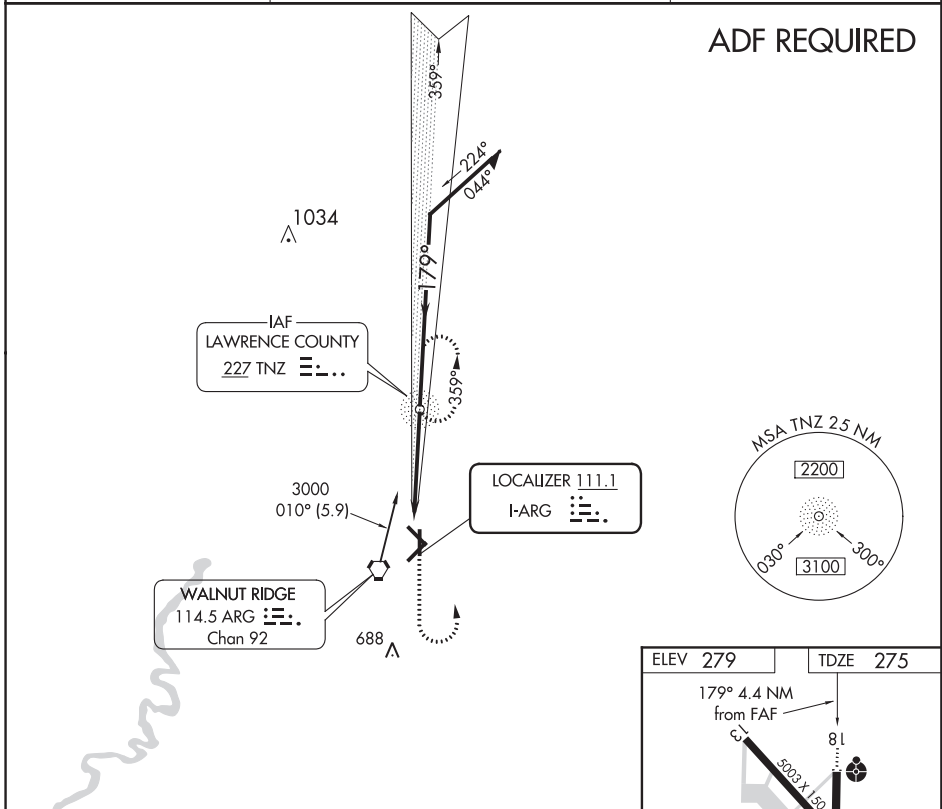 ADF REQUIRED
359°
224°
044°
1034
179°
IAF
LAWRENCE COUNTY
227 TNZ
359°
MSA TNZ 25 NM
2200
030°
300°
3100
LOCALIZER 111.1
I-ARG
3000
010° (5.9)
WALNUT RIDGE
114.5 ARG
Chan 92
688
ELEV 279
TDZE 275
179° 4.4 NM
from FAF
13
18
5003 X 150